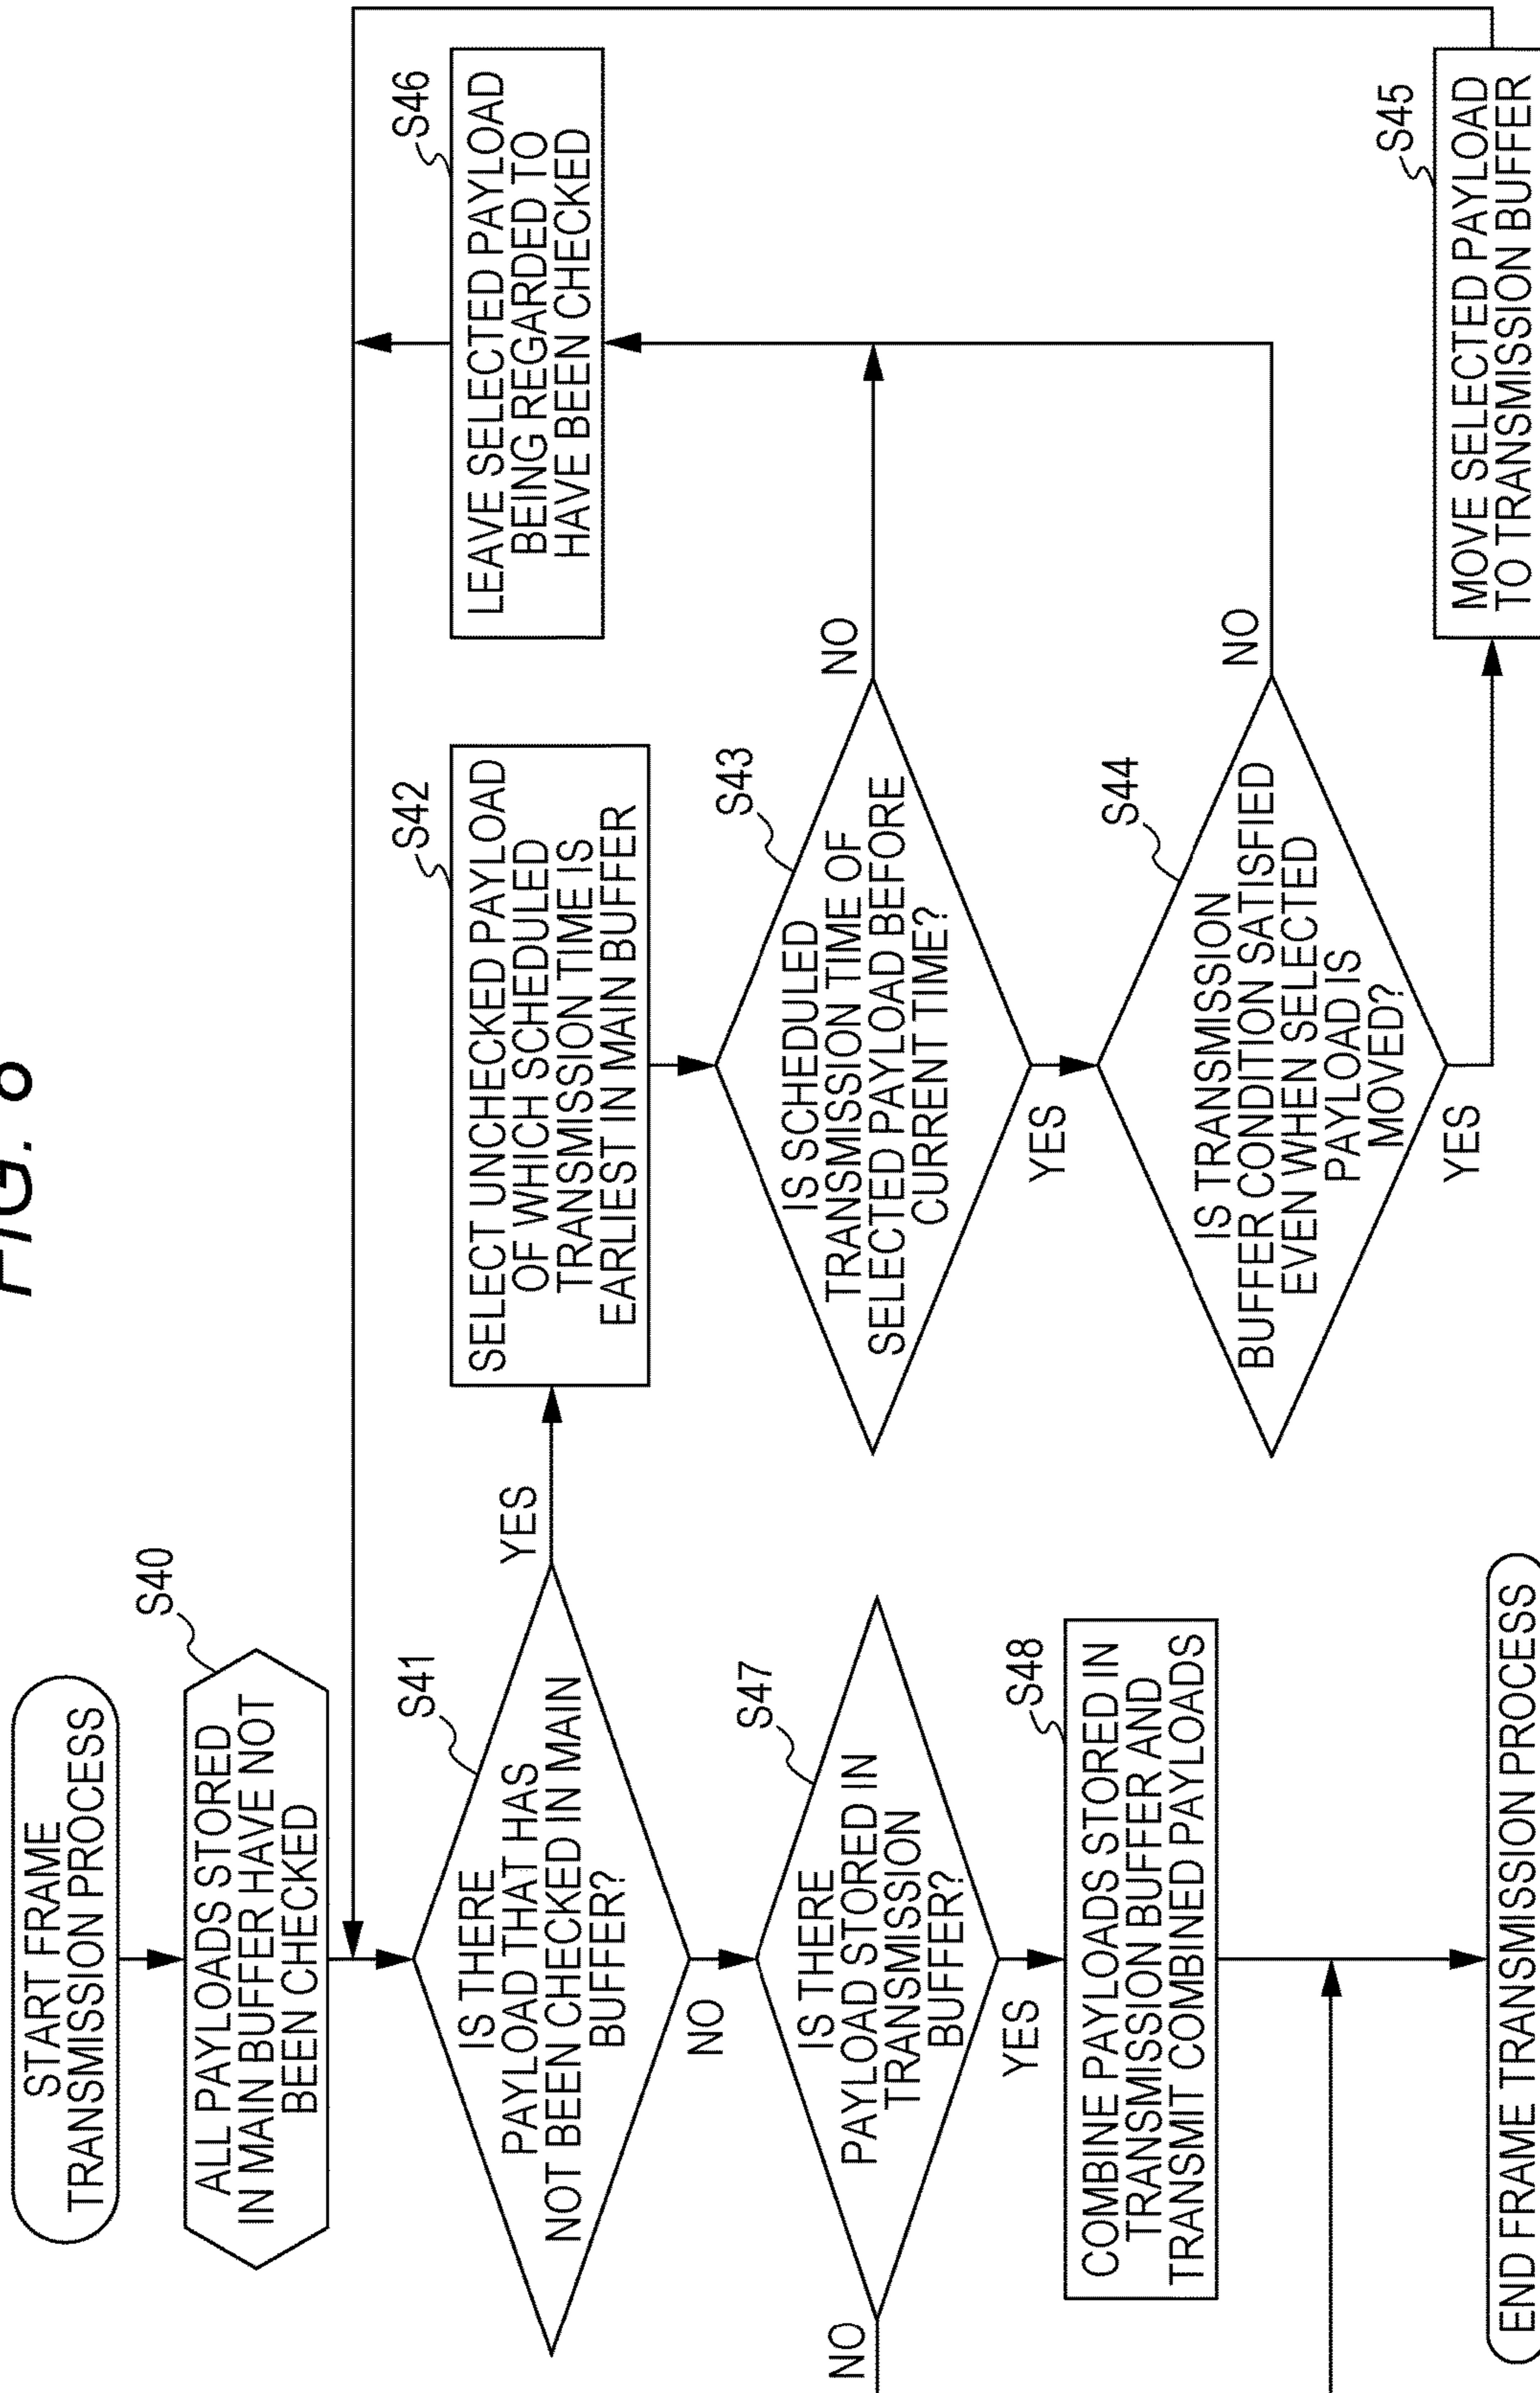 FIG. 8
START FRAME
TRANSMISSION PROCESS
S40
ALL PAYLOADS STORED
IN MAIN BUFFER HAVE NOT
BEEN CHECKED
S41
IS THERE
PAYLOAD THAT HAS
NOT BEEN CHECKED IN MAIN
BUFFER?
YES
NO
S42
SELECT UNCHECKED PAYLOAD
OF WHICH SCHEDULED
TRANSMISSION TIME IS
EARLIEST IN MAIN BUFFER
S43
IS SCHEDULED
TRANSMISSION TIME OF
SELECTED PAYLOAD BEFORE
CURRENT TIME?
NO
YES
S44
IS TRANSMISSION
BUFFER CONDITION SATISFIED
EVEN WHEN SELECTED
PAYLOAD IS
MOVED?
NO
YES
S46
LEAVE SELECTED PAYLOAD
BEING REGARDED TO
HAVE BEEN CHECKED
S45
MOVE SELECTED PAYLOAD
TO TRANSMISSION BUFFER
S47
IS THERE
PAYLOAD STORED IN
TRANSMISSION
BUFFER?
NO
YES
S48
COMBINE PAYLOADS STORED IN
TRANSMISSION BUFFER AND
TRANSMIT COMBINED PAYLOADS
END FRAME TRANSMISSION PROCESS